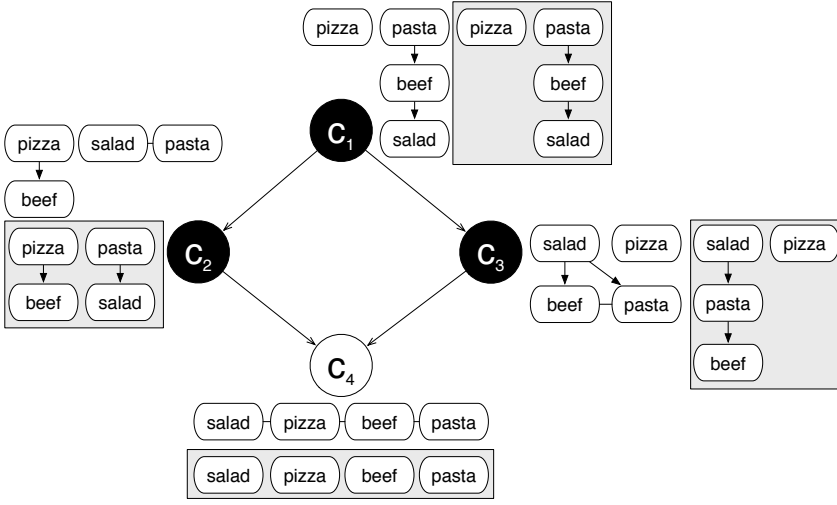 pizza pasta pizza pasta
beef beef
salad salad
C1
pizza salad pasta
beef
pizza pasta
beef salad
C2
C3
salad pizza
beef pasta
salad pizza
pasta
beef
C4
salad pizza beef pasta
salad pizza beef pasta